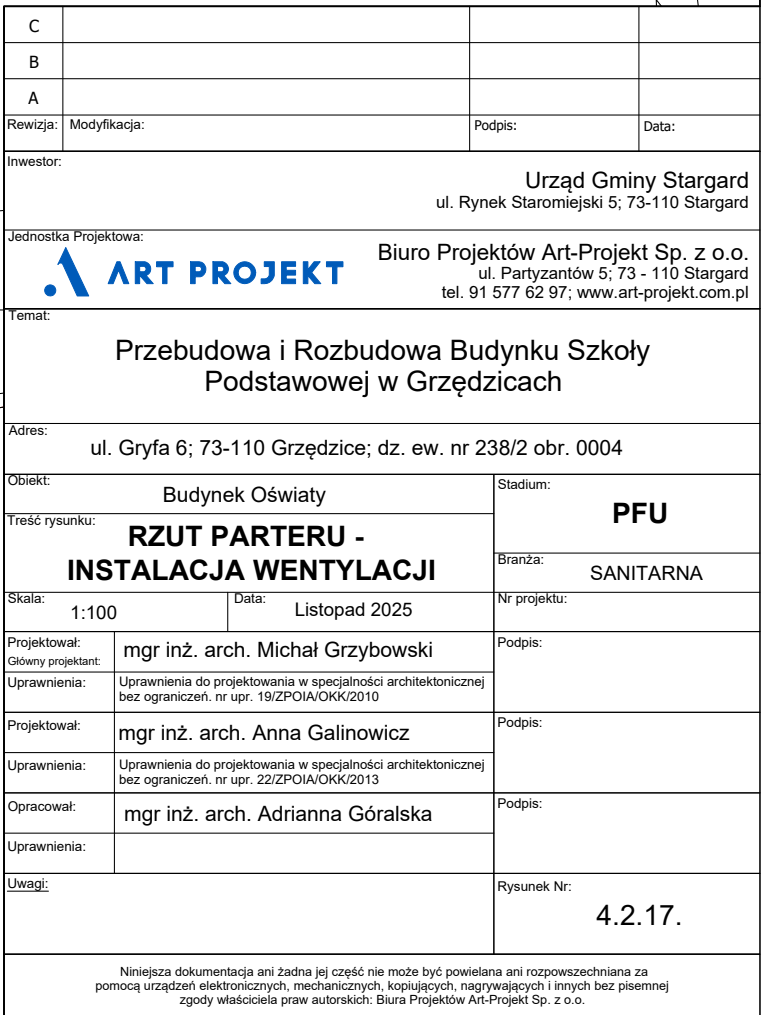 C
B
A
Rewizja: Modyfikacja: Podpis: Data:
Inwestor:
Urząd Gminy Stargard
ul. Rynek Staromiejski 5; 73-110 Stargard
Jednostka Projektowa:
ART PROJEKT
Biuro Projektów Art-Projekt Sp. z o.o.
ul. Partyzantów 5; 73 - 110 Stargard
tel. 91 577 62 97; www.art-projekt.com.pl
Temat:
Przebudowa i Rozbudowa Budynku Szkoły
Podstawowej w Grzędzicach
Adres:
ul. Gryfa 6; 73-110 Grzędzice; dz. ew. nr 238/2 obr. 0004
Obiekt:
Budynek Oświaty
Stadium:
PFU
Treść rysunku:
RZUT PARTERU -
INSTALACJA WENTYLACJI
Branża:
SANITARNA
Skala:
1:100
Data:
Listopad 2025
Nr projektu:
Projektował:
Główny projektant:
mgr inż. arch. Michał Grzybowski
Podpis:
Uprawnienia:
Uprawnienia do projektowania w specjalności architektonicznej
bez ograniczeń. nr upr. 19/ZPOIA/OKK/2010
Projektował:
mgr inż. arch. Anna Galinowicz
Podpis:
Uprawnienia:
Uprawnienia do projektowania w specjalności architektonicznej
bez ograniczeń. nr upr. 22/ZPOIA/OKK/2013
Opracował:
mgr inż. arch. Adrianna Góralska
Podpis:
Uprawnienia:
Uwagi:
Rysunek Nr:
4.2.17.
Niniejsza dokumentacja ani żadna jej część nie może być powielana ani rozpowszechniana za
pomocą urządzeń elektronicznych, mechanicznych, kopiujących, nagrywających i innych bez pisemnej
zgody właściciela praw autorskich: Biura Projektów Art-Projekt Sp. z o.o.